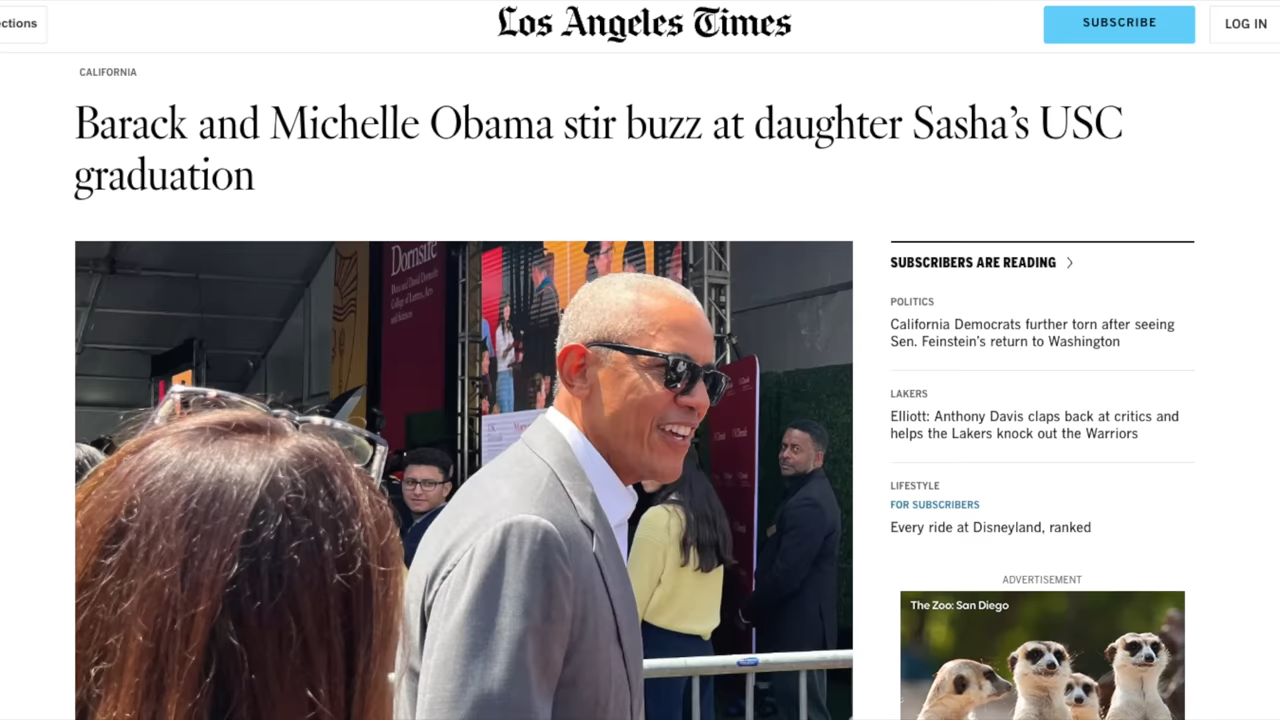 ctions
Los Angeles Times
SUBSCRIBE
LOG IN
CALIFORNIA
Barack and Michelle Obama stir buzz at daughter Sasha’s USC
graduation
Dornsife
SUBSCRIBERS ARE READING
POLITICS
California Democrats further torn after seeing
Sen. Feinstein’s return to Washington
LAKERS
Elliott: Anthony Davis claps back at critics and
helps the Lakers knock out the Warriors
LIFESTYLE
FOR SUBSCRIBERS
Every ride at Disneyland, ranked
ADVERTISEMENT
The Zoo: San Diego